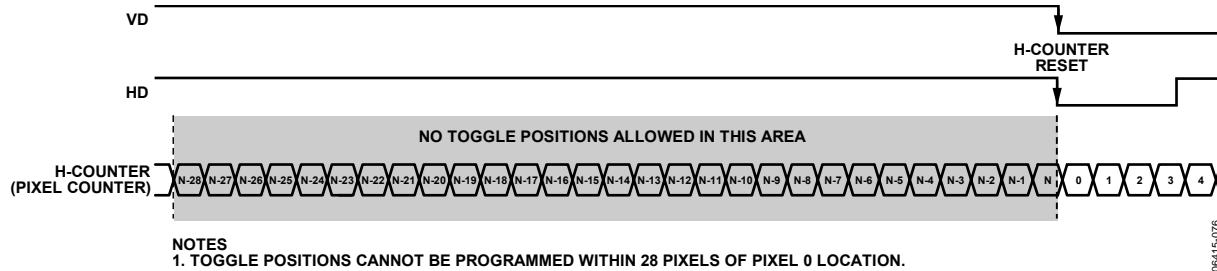 VD
H-COUNTER
RESET
HD
NO TOGGLE POSITIONS ALLOWED IN THIS AREA
H-COUNTER
(PIXEL COUNTER)
N-28 N-27 N-26 N-25 N-24 N-23 N-22 N-21 N-20 N-19 N-18 N-17 N-16 N-15 N-14 N-13 N-12 N-11 N-10 N-9 N-8 N-7 N-6 N-5 N-4 N-3 N-2 N-1 N 0 1 2 3 4
NOTES
1. TOGGLE POSITIONS CANNOT BE PROGRAMMED WITHIN 28 PIXELS OF PIXEL 0 LOCATION.
06415-076